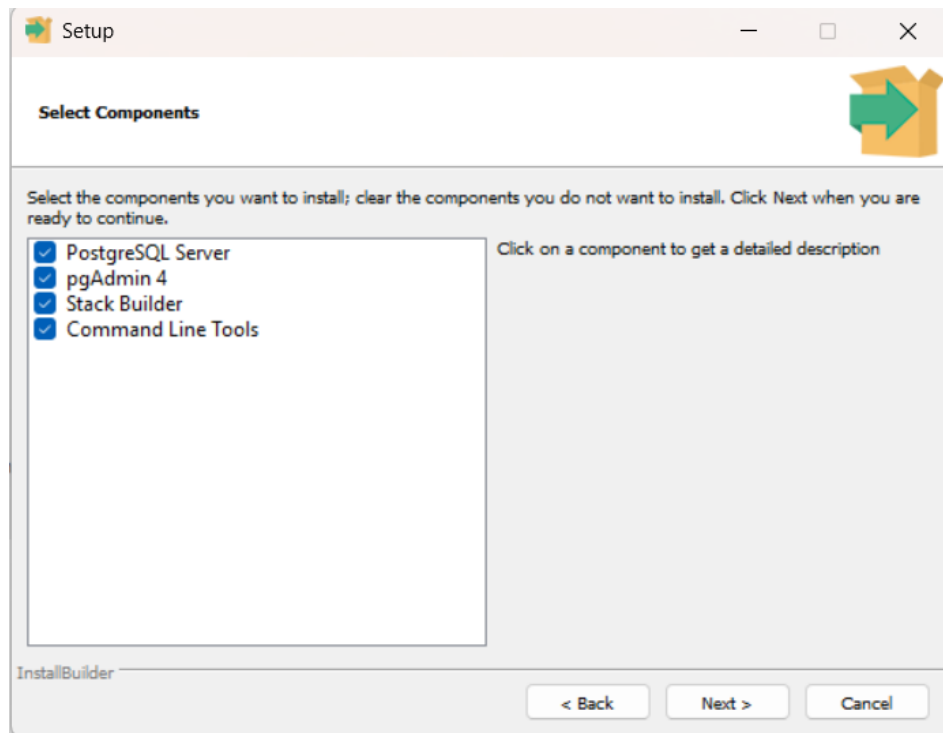 Setup
Select Components
Select the components you want to install; clear the components you do not want to install. Click Next when you are
ready to continue.
PostgreSQL Server
pgAdmin 4
Stack Builder
Command Line Tools
Click on a component to get a detailed description
InstallBuilder
< Back
Next >
Cancel